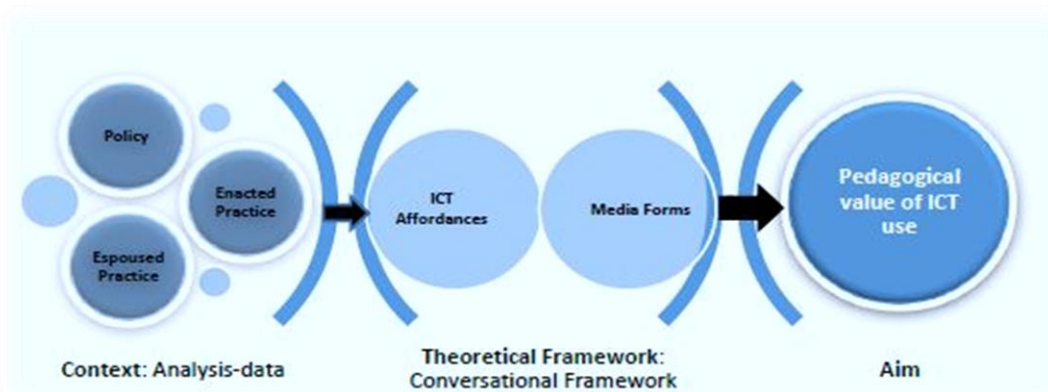 Policy
Enacted
Practice
Espoused
Practice
ICT
Affordances
Media Forms
Pedagogical
value of ICT
use
Context: Analysis-data
Theoretical Framework:
Conversational Framework
Aim